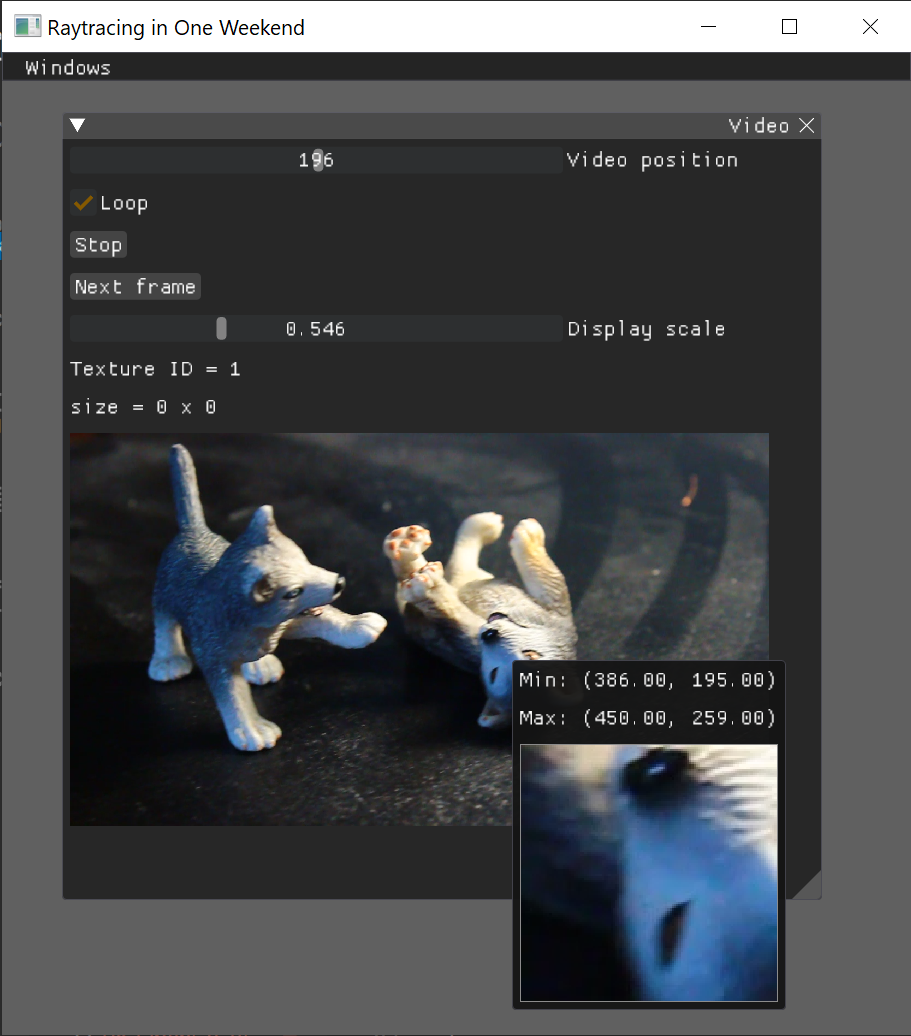 Raytracing in One Weekend
Windows
Video
196 Video position
Loop
Stop
Next frame
0.546 Display scale
Texture ID = 1
size = 0 x 0
Min: (386.00, 195.00)
Max: (450.00, 259.00)